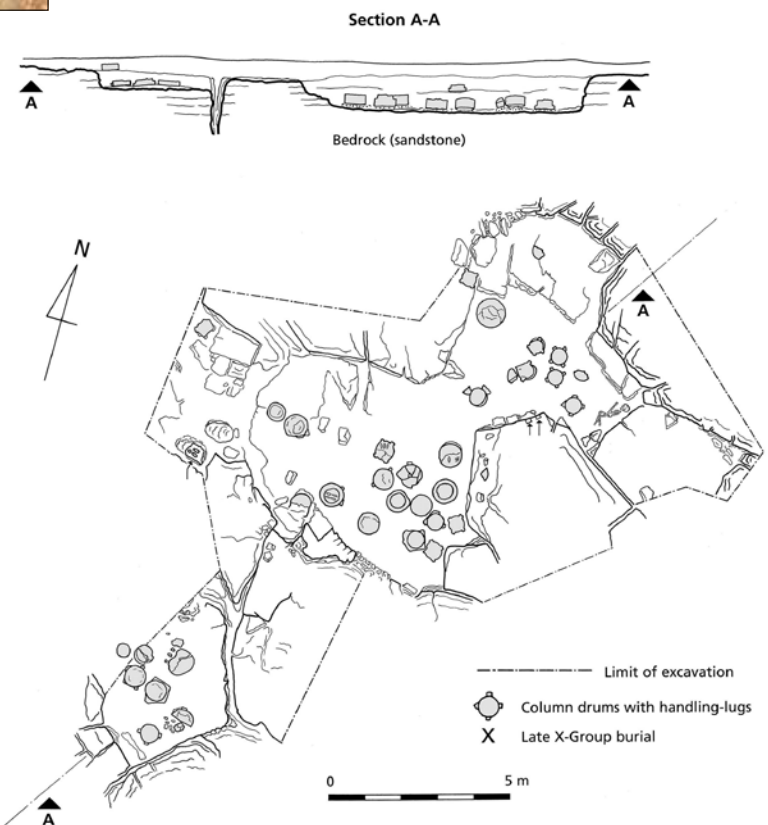 Section A-A
A
A
Bedrock (sandstone)
N
A
Limit of excavation
Column drums with handling-lugs
X Late X-Group burial
0 5 m
A